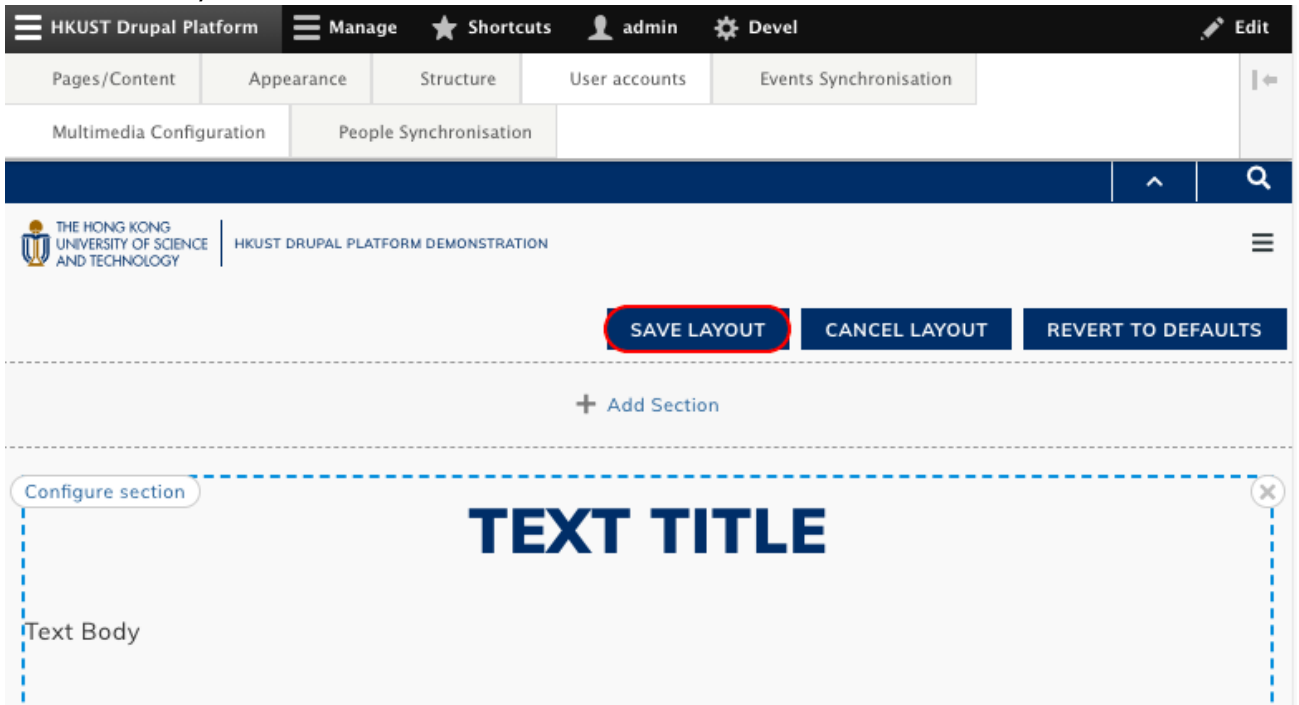 HKUST Drupal Platform Manage Shortcuts admin Devel Edit
Pages/Content Appearance Structure User accounts Events Synchronisation
Multimedia Configuration People Synchronisation
THE HONG KONG
UNIVERSITY OF SCIENCE
AND TECHNOLOGY
HKUST DRUPAL PLATFORM DEMONSTRATION
SAVE LAYOUT CANCEL LAYOUT REVERT TO DEFAULTS
+ Add Section
Configure section
TEXT TITLE
Text Body